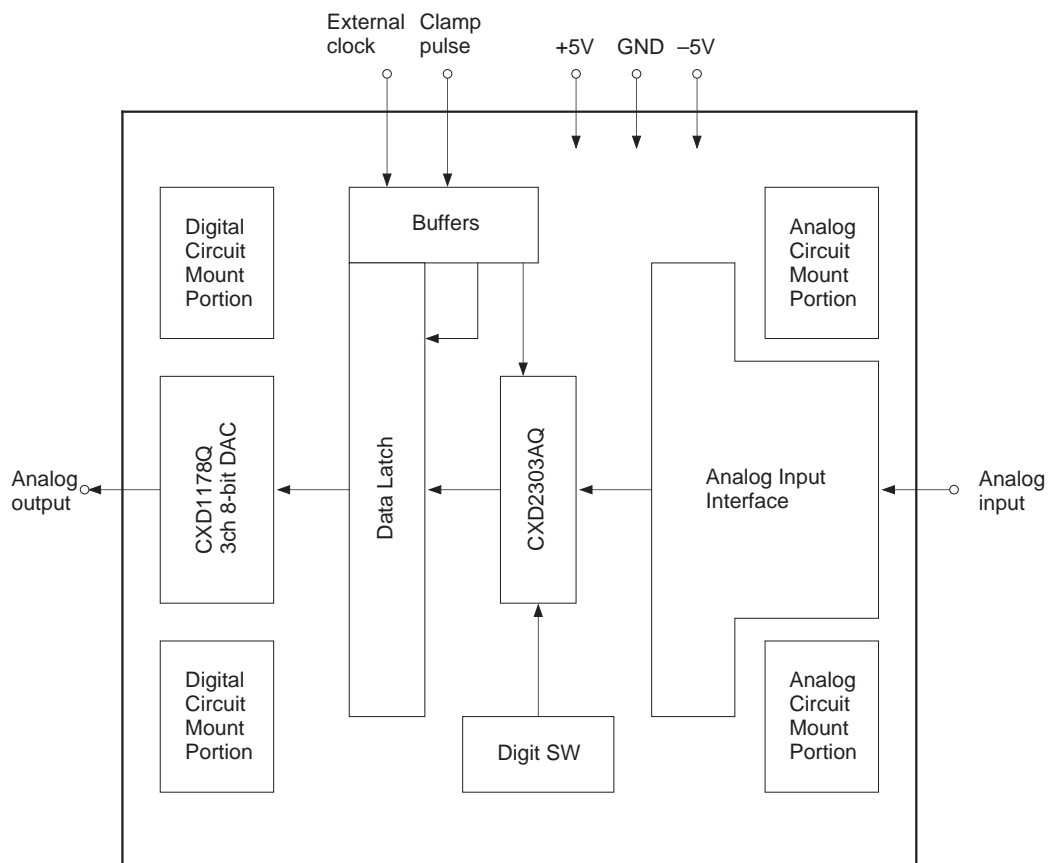 External
clock
Clamp
pulse
+5V
GND
–5V
Digital
Circuit
Mount
Portion
Buffers
Analog
Circuit
Mount
Portion
Analog
output
CXD1178Q
3ch 8-bit DAC
Data Latch
CXD2303AQ
Analog Input
Interface
Analog
input
Digital
Circuit
Mount
Portion
Digit SW
Analog
Circuit
Mount
Portion